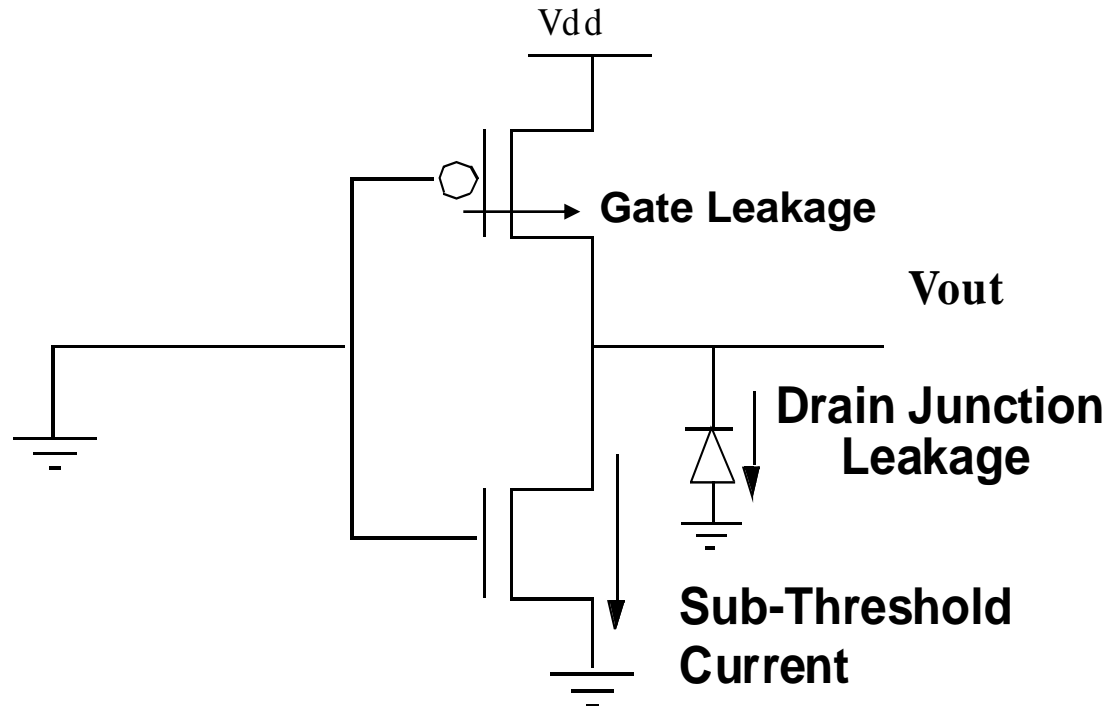 Vdd
Gate Leakage
Vout
Drain Junction
Leakage
Sub-Threshold
Current